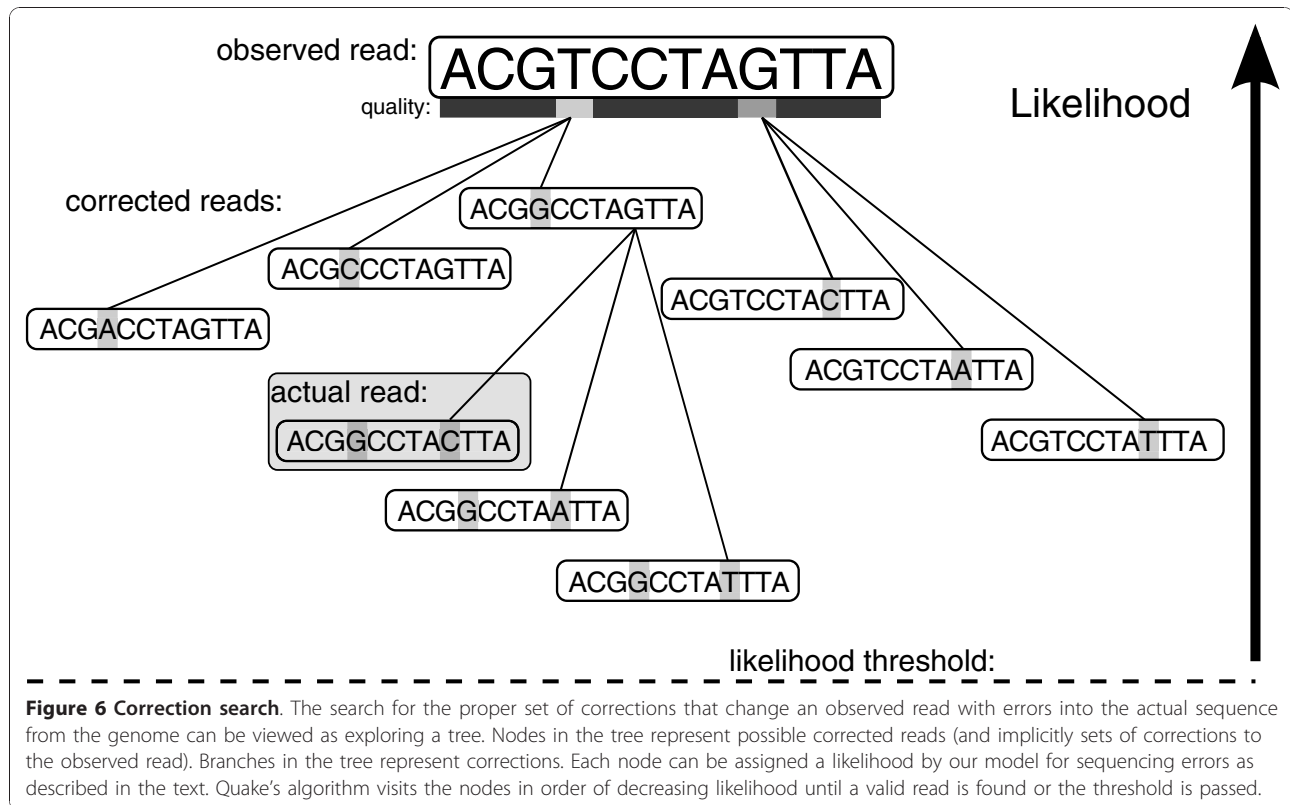 observed read:
ACGTCCTAGTTA
quality:
Likelihood
corrected reads:
ACGGCCTAGTTA
ACGCCCTAGTTA
ACGTCCTACTTA
ACGACCTAGTTA
ACGTCCTAATTA
actual read:
ACGGCCTACTTA
ACGTCCTATTTA
ACGGCCTAATTA
ACGGCCTATTTA
likelihood threshold:
Figure 6 Correction search. The search for the proper set of corrections that change an observed read with errors into the actual sequence
from the genome can be viewed as exploring a tree. Nodes in the tree represent possible corrected reads (and implicitly sets of corrections to
the observed read). Branches in the tree represent corrections. Each node can be assigned a likelihood by our model for sequencing errors as
described in the text. Quake's algorithm visits the nodes in order of decreasing likelihood until a valid read is found or the threshold is passed.